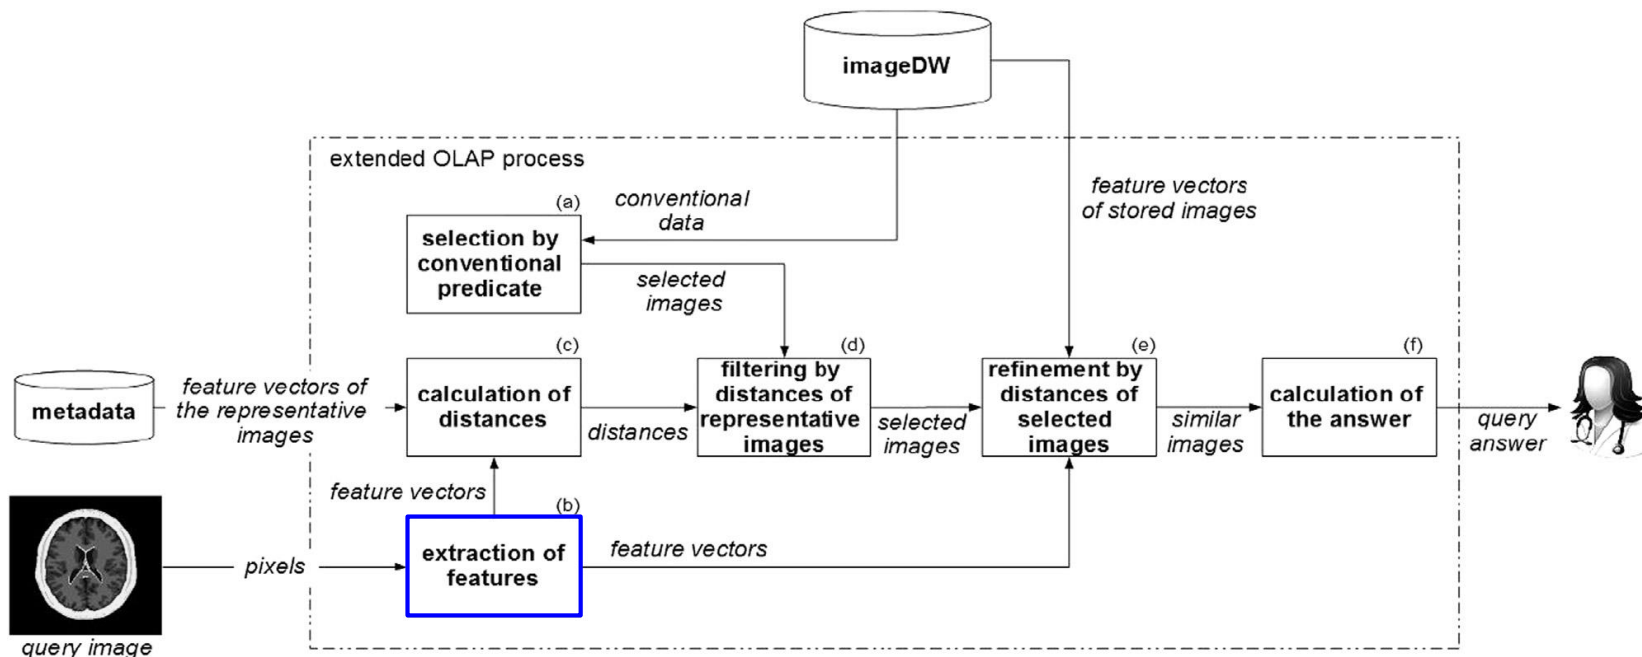 imageDW
extended OLAP process
(a)
conventional
data
feature vectors
of stored images
selection by
conventional
predicate
selected
images
(c)
(d)
(e)
(f)
metadata
feature vectors of
the representative
images
calculation of
distances
distances
filtering by
distances of
representative
images
selected
images
refinement by
distances of
selected
images
similar
images
calculation of
the answer
query
answer
feature vectors
(b)
pixels
extraction of
features
feature vectors
query image